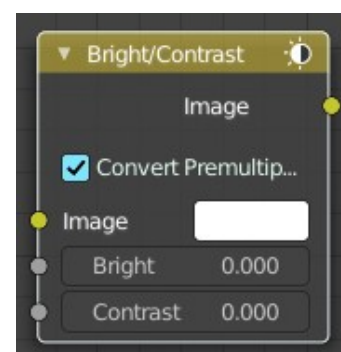 Bright/Contrast
Image
Convert Premultip...
Image
Bright 0.000
Contrast 0.000